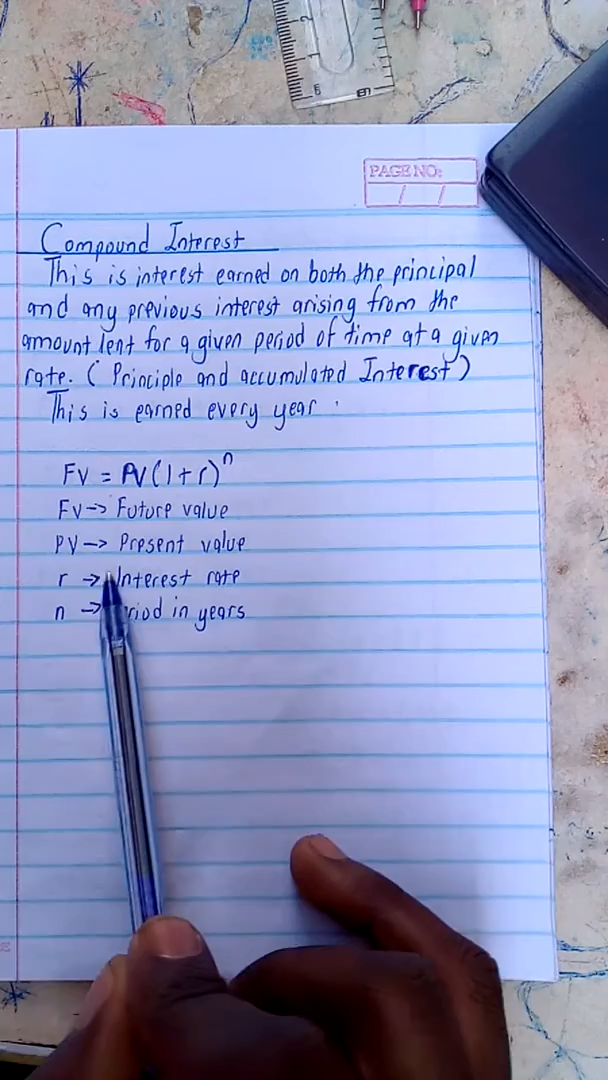 PAGE NO:
Compound Interest
This is interest earned on both the principal
and any previous interest arising from the
amount lent for a given period of time at a given
rate. ( Principle and accumulated Interest )
This is earned every year .
FV = PV(1+r)^n
FV -> Future value
PV -> Present value
r -> Interest rate
n -> in years